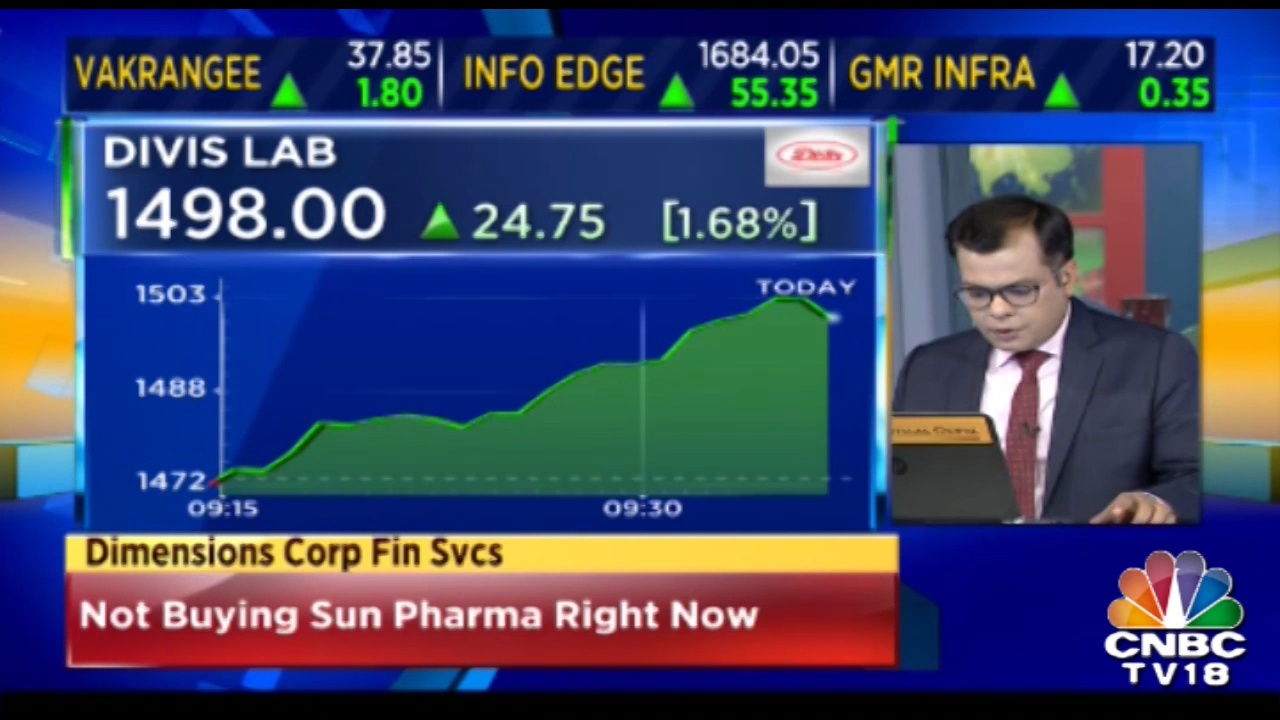 VAKRANGEE 37.85 1.80 INFO EDGE 1684.05 55.35 GMR INFRA 17.20 0.35
DIVIS LAB
1498.00 24.75 [1.68%]
TODAY
1503
1488
1472
09:15 09:30
Dimensions Corp Fin Svcs
Not Buying Sun Pharma Right Now
CNBC
TV18